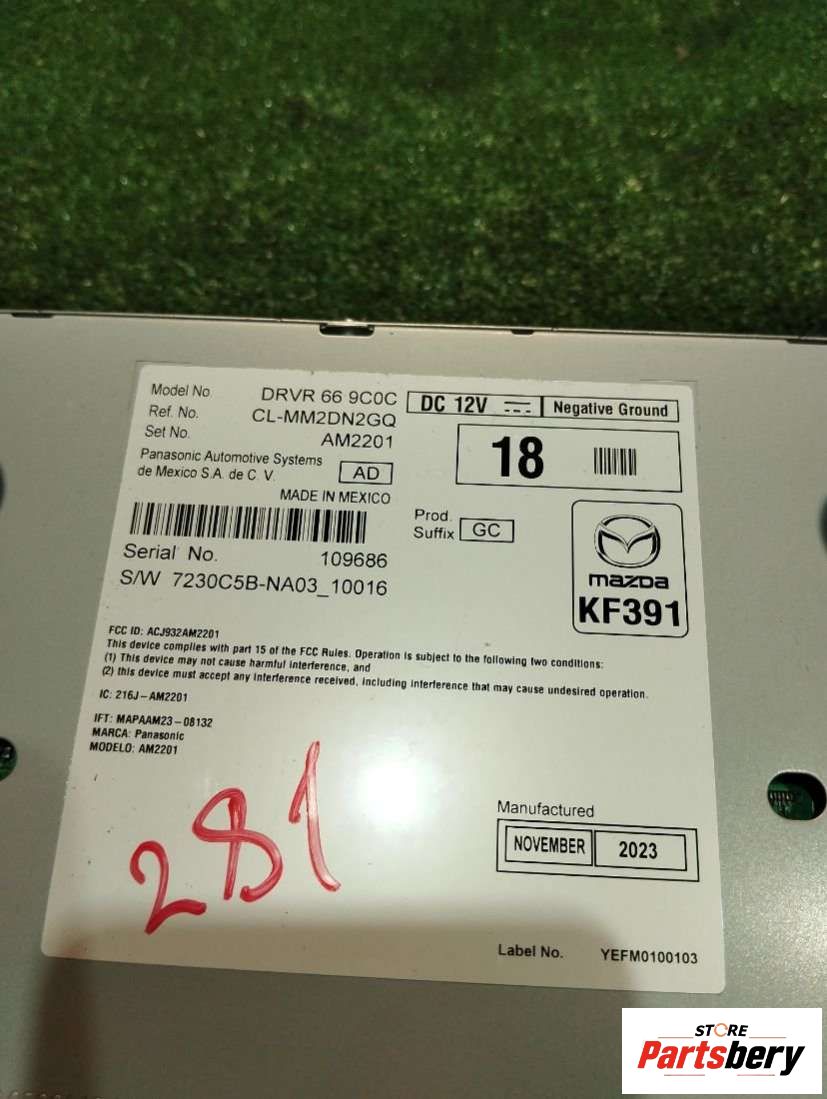 Model No. DRVR 66 9C0C
Ref. No. CL-MM2DN2GQ
Set No. AM2201
DC 12V Negative Ground
18
Panasonic Automotive Systems
de Mexico S.A. de C. V. AD
MADE IN MEXICO
Prod.
Suffix GC
Serial No. 109686
S/W 7230C5B-NA03_10016
mazda
KF391
FCC ID: ACJ932AM2201
This device complies with part 15 of the FCC Rules. Operation is subject to the following two conditions:
(1) This device may not cause harmful interference, and
(2) this device must accept any interference received, including interference that may cause undesired operation.
IC: 216J-AM2201
IFT: MAPAAM23-08132
MARCA: Panasonic
MODELO: AM2201
281
Manufactured
NOVEMBER 2023
Label No. YEFM0100103
STORE
Partsbery